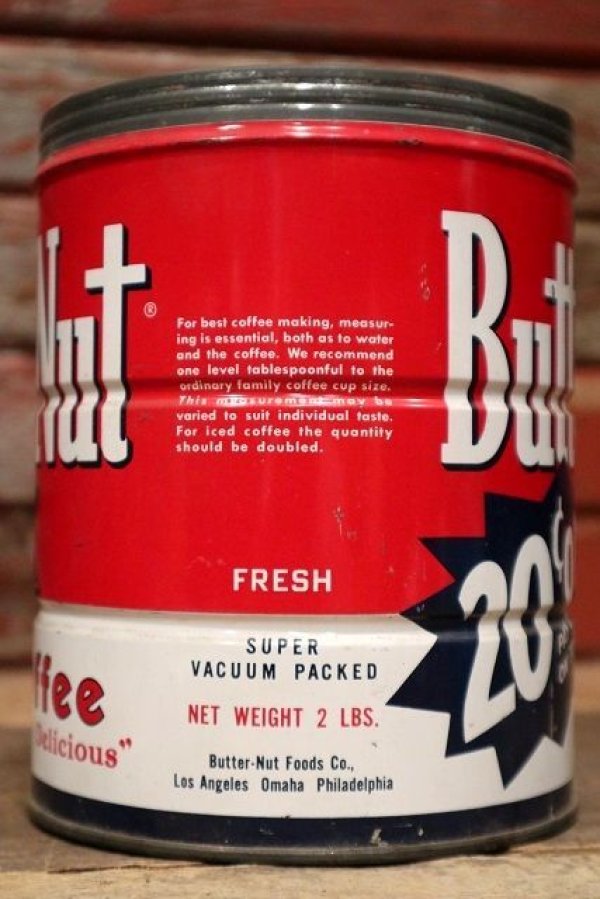 Nut®
For best coffee making, measur-
ing is essential, both as to water
and the coffee. We recommend
one level tablespoonful to the
ordinary family coffee cup size.
This measurement may be
varied to suit individual taste.
For iced coffee the quantity
should be doubled.
Butt
20¢
FRESH
SUPER
VACUUM PACKED
NET WEIGHT 2 LBS.
Butter-Nut Foods Co.,
Los Angeles Omaha Philadelphia
ffee
Delicious"